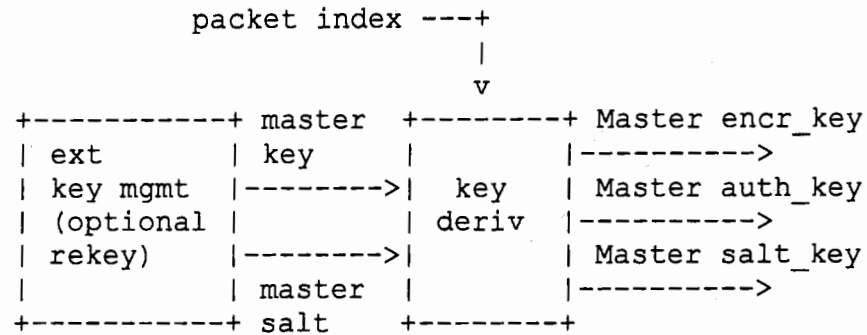 packet index ---+
|
v
+-----------+ master +--------+ Master encr_key
| ext | key | |---------->
| key mgmt |-------->| key | Master auth_key
| (optional | | deriv |---------->
| rekey) |-------->| | Master salt_key
| | master | |---------->
+-----------+ salt +--------+